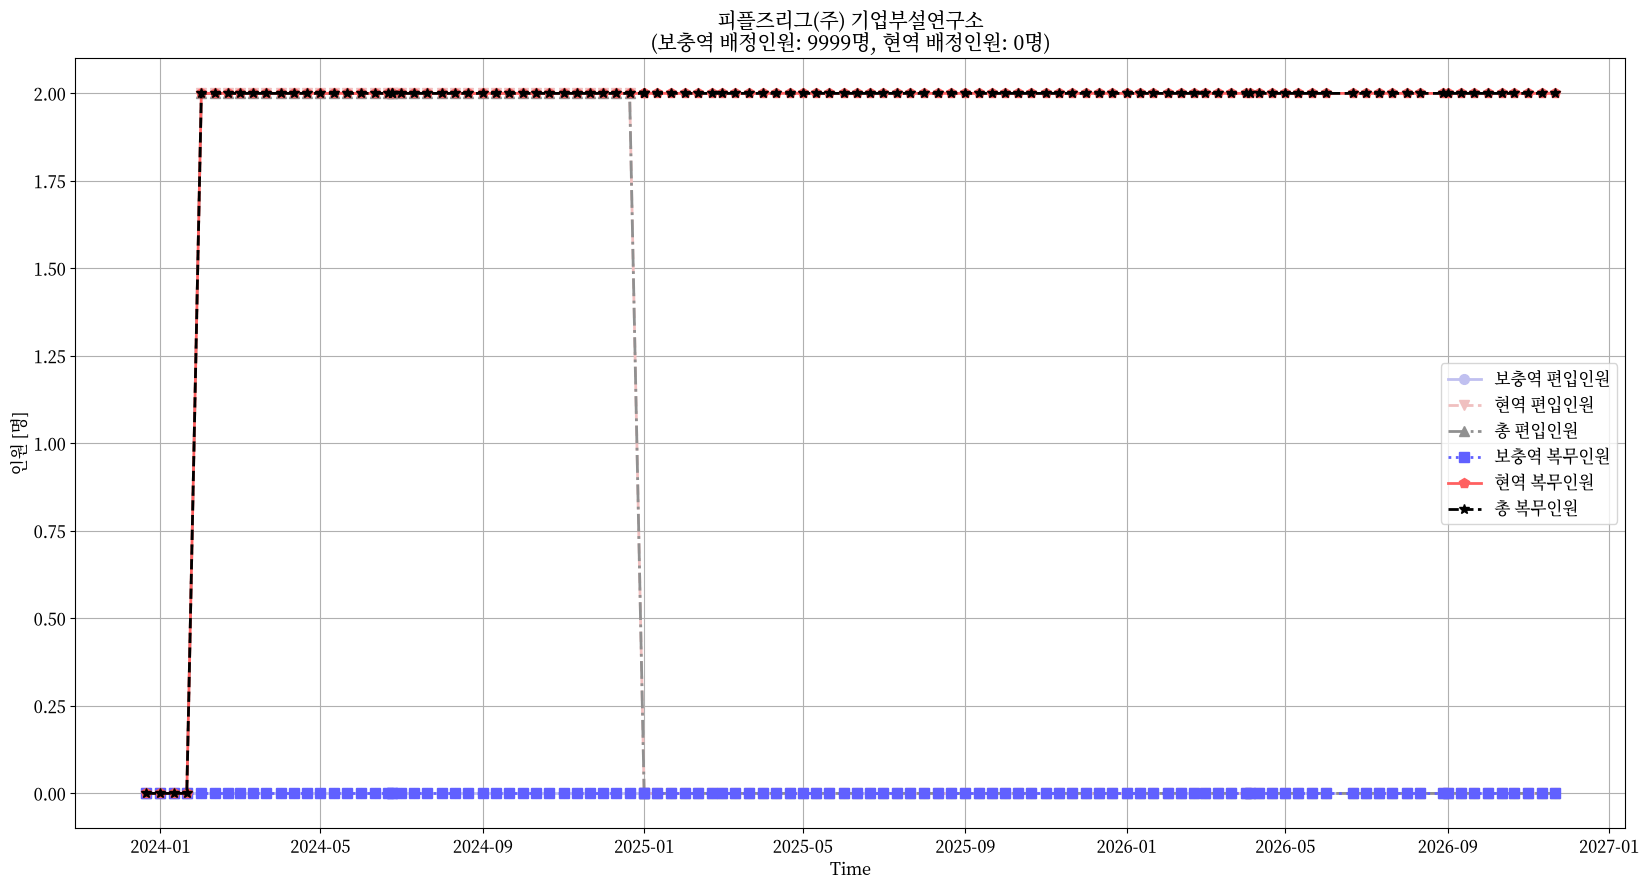 피플즈리그(주) 기업부설연구소
(보충역 배정인원: 9999명, 현역 배정인원: 0명)
2.00
1.75
1.50
1.25
1.00
0.75
0.50
0.25
0.00
인원 [명]
보충역 편입인원
현역 편입인원
총 편입인원
보충역 복무인원
현역 복무인원
총 복무인원
2024-01 2024-05 2024-09 2025-01 2025-05 2025-09 2026-01 2026-05 2026-09 2027-01
Time